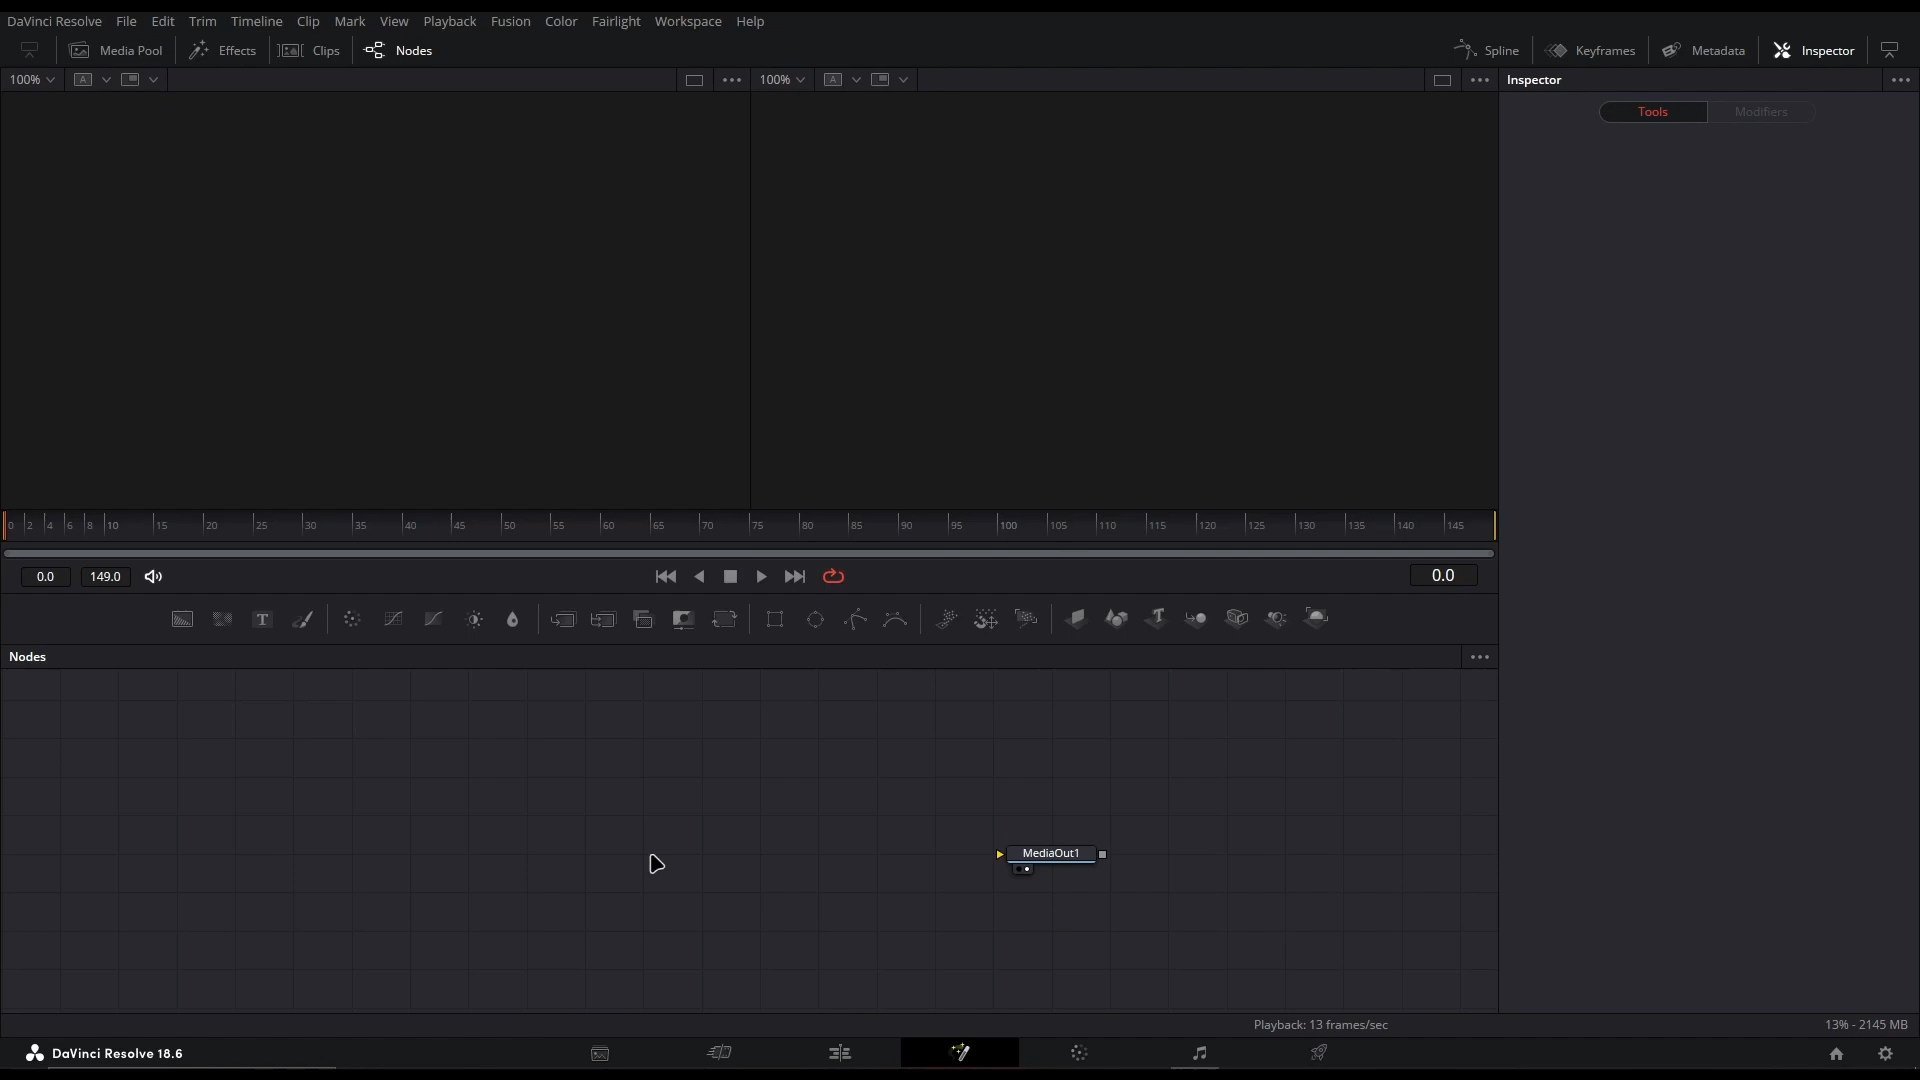 DaVinci Resolve File Edit Trim Timeline Clip Mark View Playback Fusion Color Fairlight Workspace Help
Media Pool Effects Clips Nodes Spline Keyframes Metadata Inspector
100% A 100% A Inspector
Tools Modifiers
0 2 4 6 8 10 15 20 25 30 35 40 45 50 55 60 65 70 75 80 85 90 95 100 105 110 115 120 125 130 135 140 145
0.0 149.0 0.0
T T
Nodes
MediaOut1
Playback: 13 frames/sec 13% - 2145 MB
DaVinci Resolve 18.6